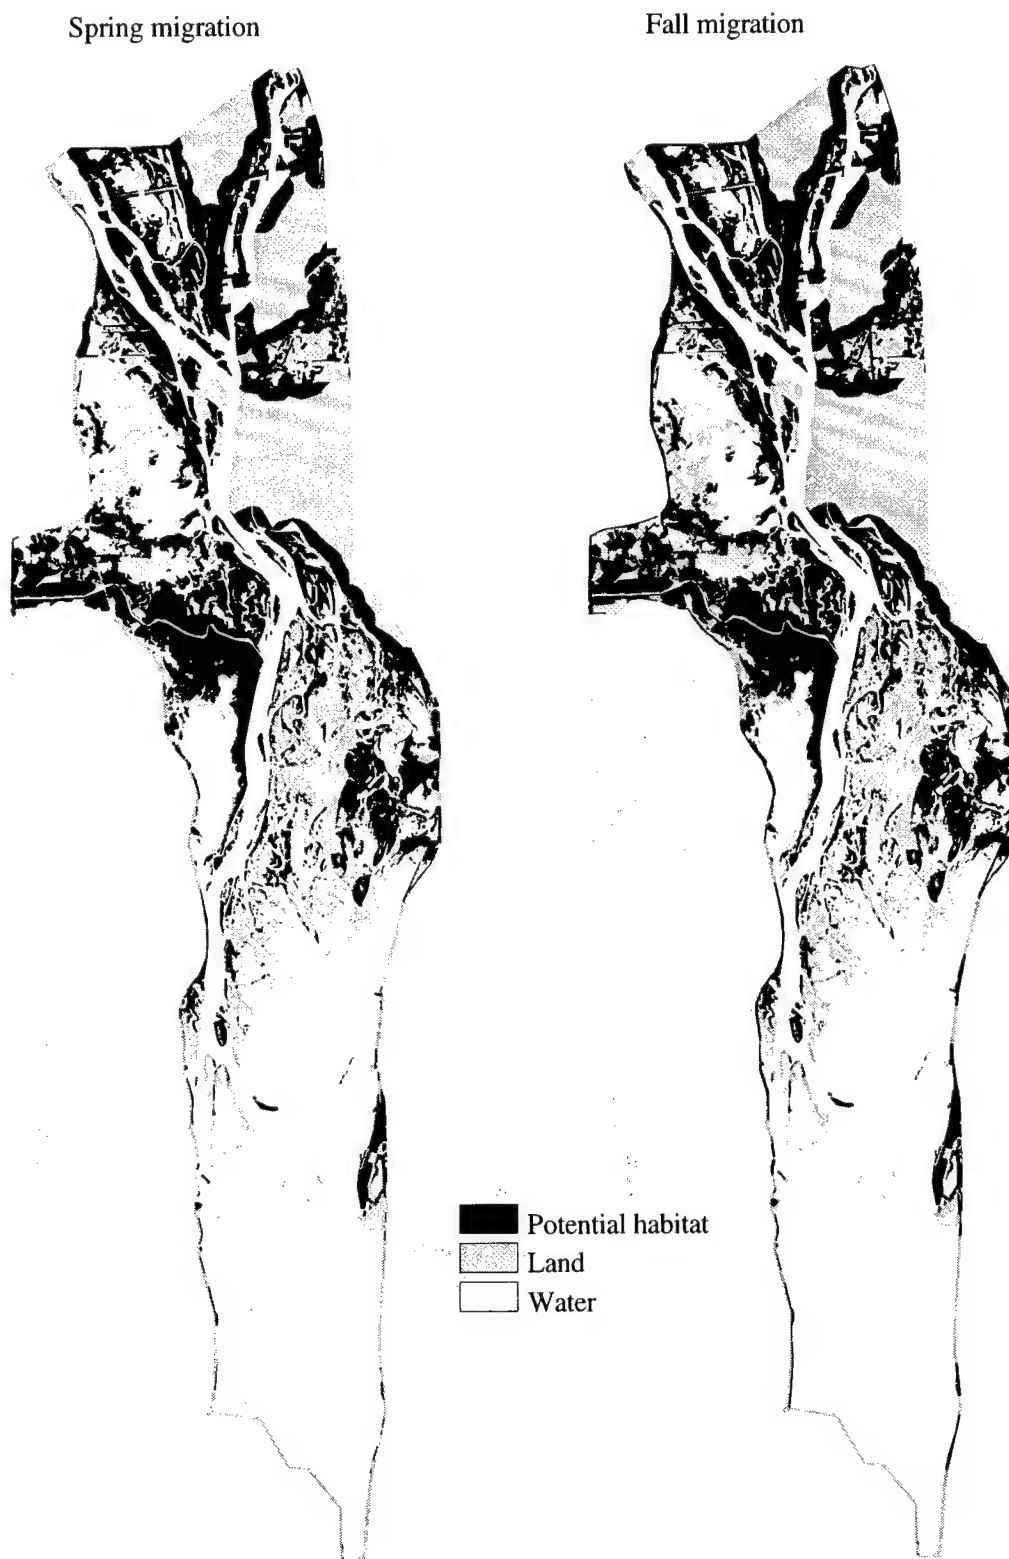 Spring migration
Fall migration
Potential habitat
Land
Water